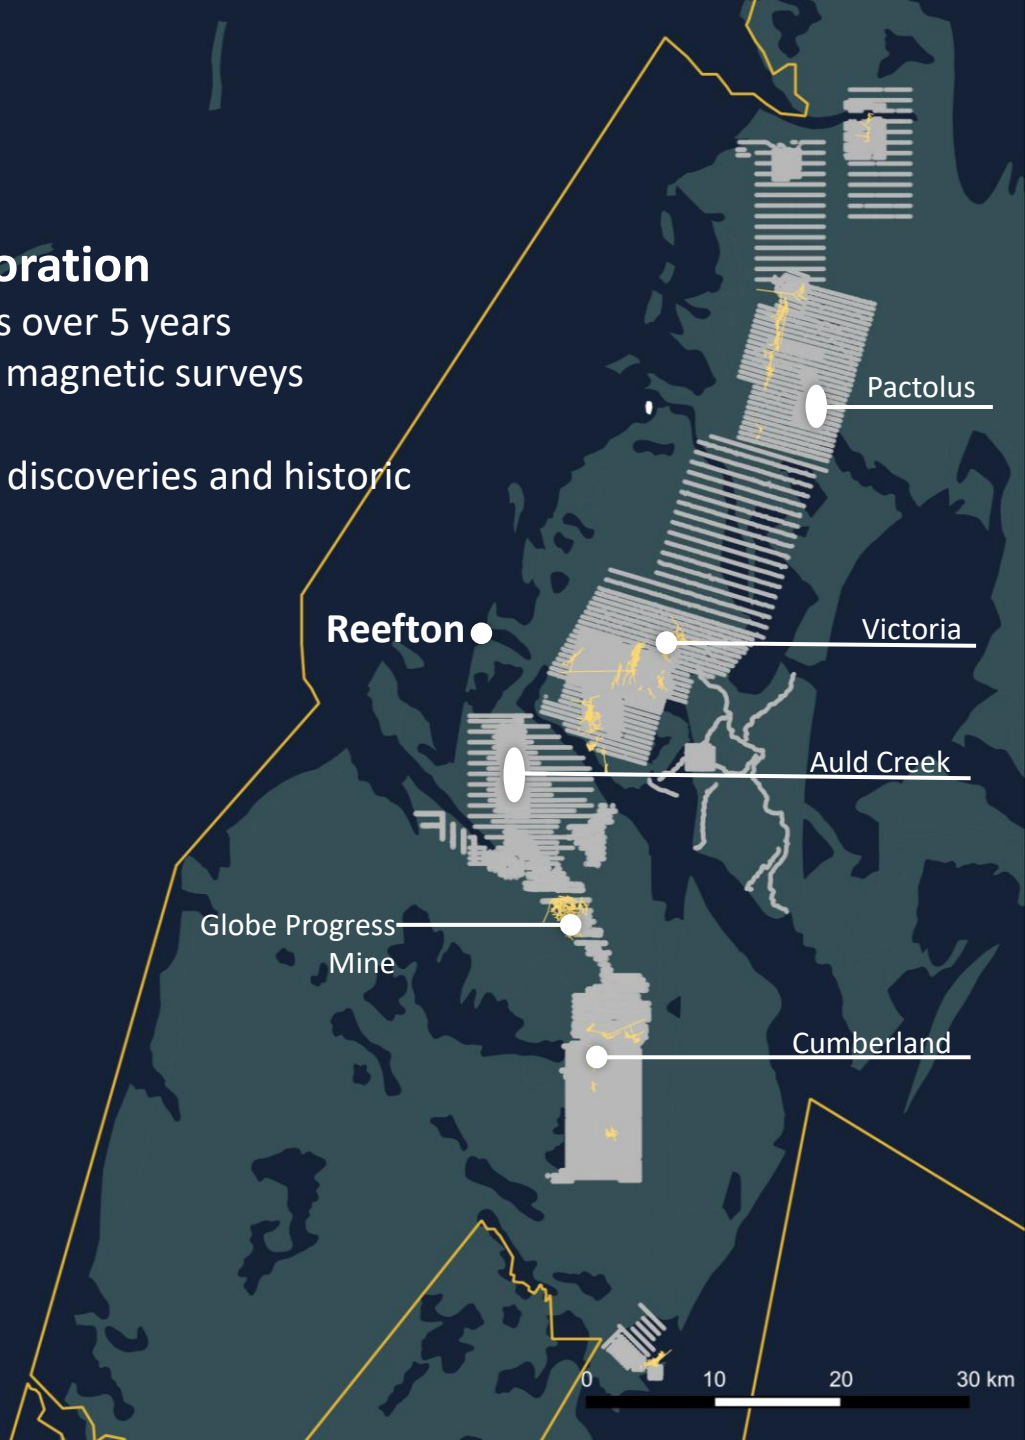 oration
s over 5 years
magnetic surveys
Pactolus
discoveries and historic
Reefton
Victoria
Auld Creek
Globe Progress
Mine
Cumberland
0 10 20 30 km